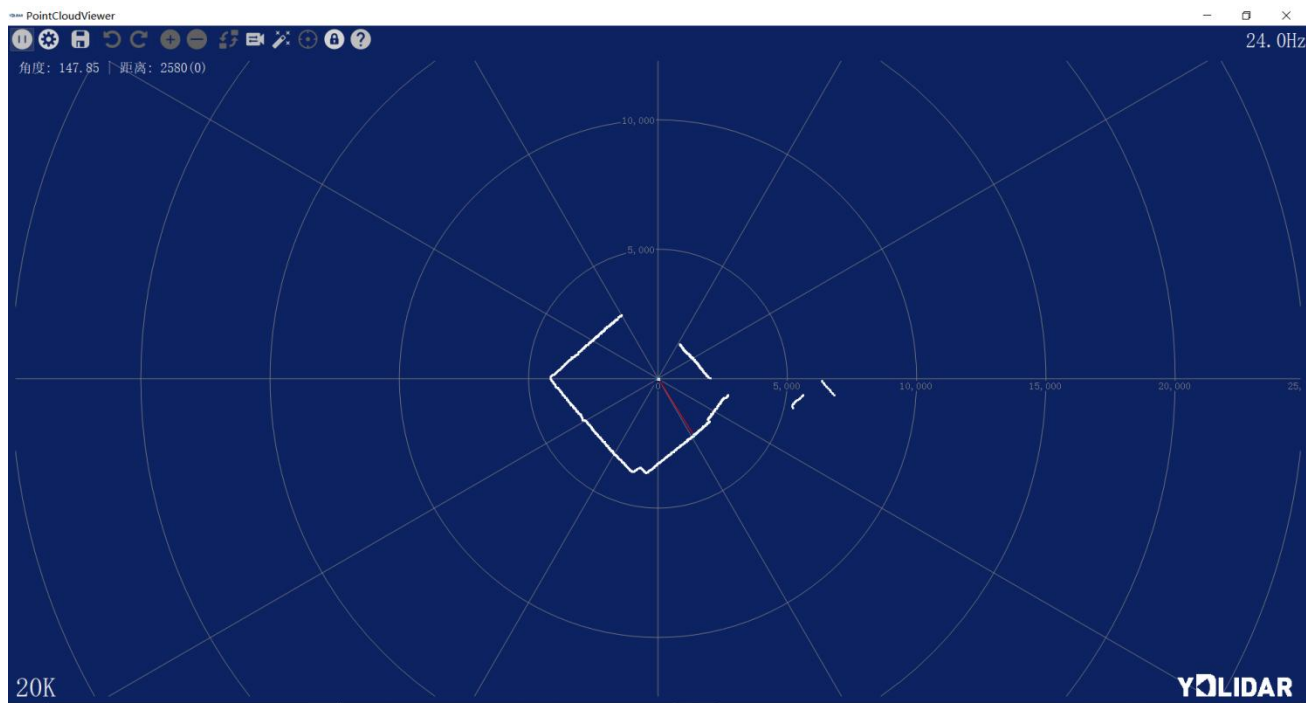 PointCloudViewer
24.0Hz
角度: 147.85 | 距离: 2580(0)
10,000
5,000
0 5,000 10,000 15,000 20,000 25,
20K
YDLIDAR